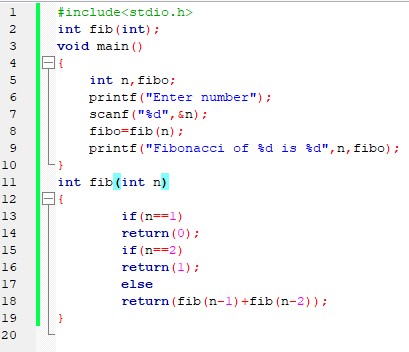 1 #include<stdio.h>
2 int fib(int);
3 void main()
4 {
5 int n,fibo;
6 printf("Enter number");
7 scanf("%d",&n);
8 fibo=fib(n);
9 printf("Fibonacci of %d is %d",n,fibo);
10 }
11 int fib(int n)
12 {
13 if(n==1)
14 return(0);
15 if(n==2)
16 return(1);
17 else
18 return(fib(n-1)+fib(n-2));
19 }
20